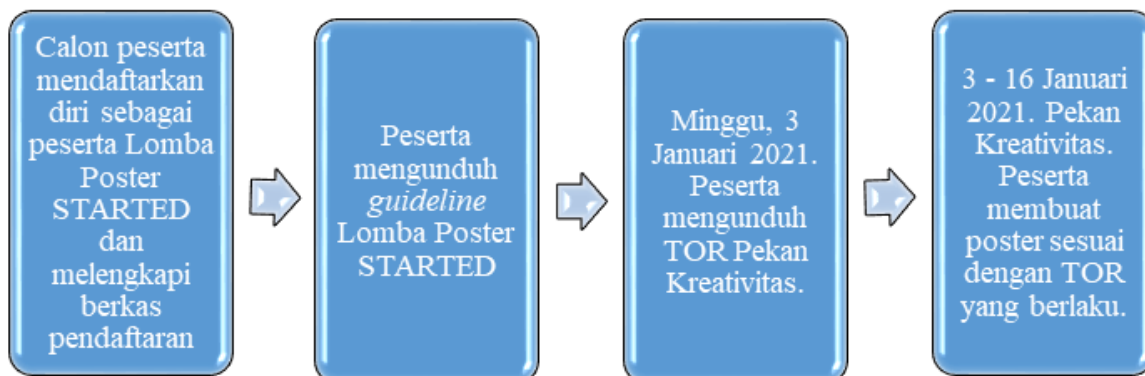 Calon peserta
mendaftarkan
diri sebagai
peserta Lomba
Poster
STARTED
dan
melengkapi
berkas
pendaftaran
Peserta
mengunduh
guideline
Lomba Poster
STARTED
Minggu, 3
Januari 2021.
Peserta
mengunduh
TOR Pekan
Kreativitas.
3 - 16 Januari
2021. Pekan
Kreativitas.
Peserta
membuat
poster sesuai
dengan TOR
yang berlaku.